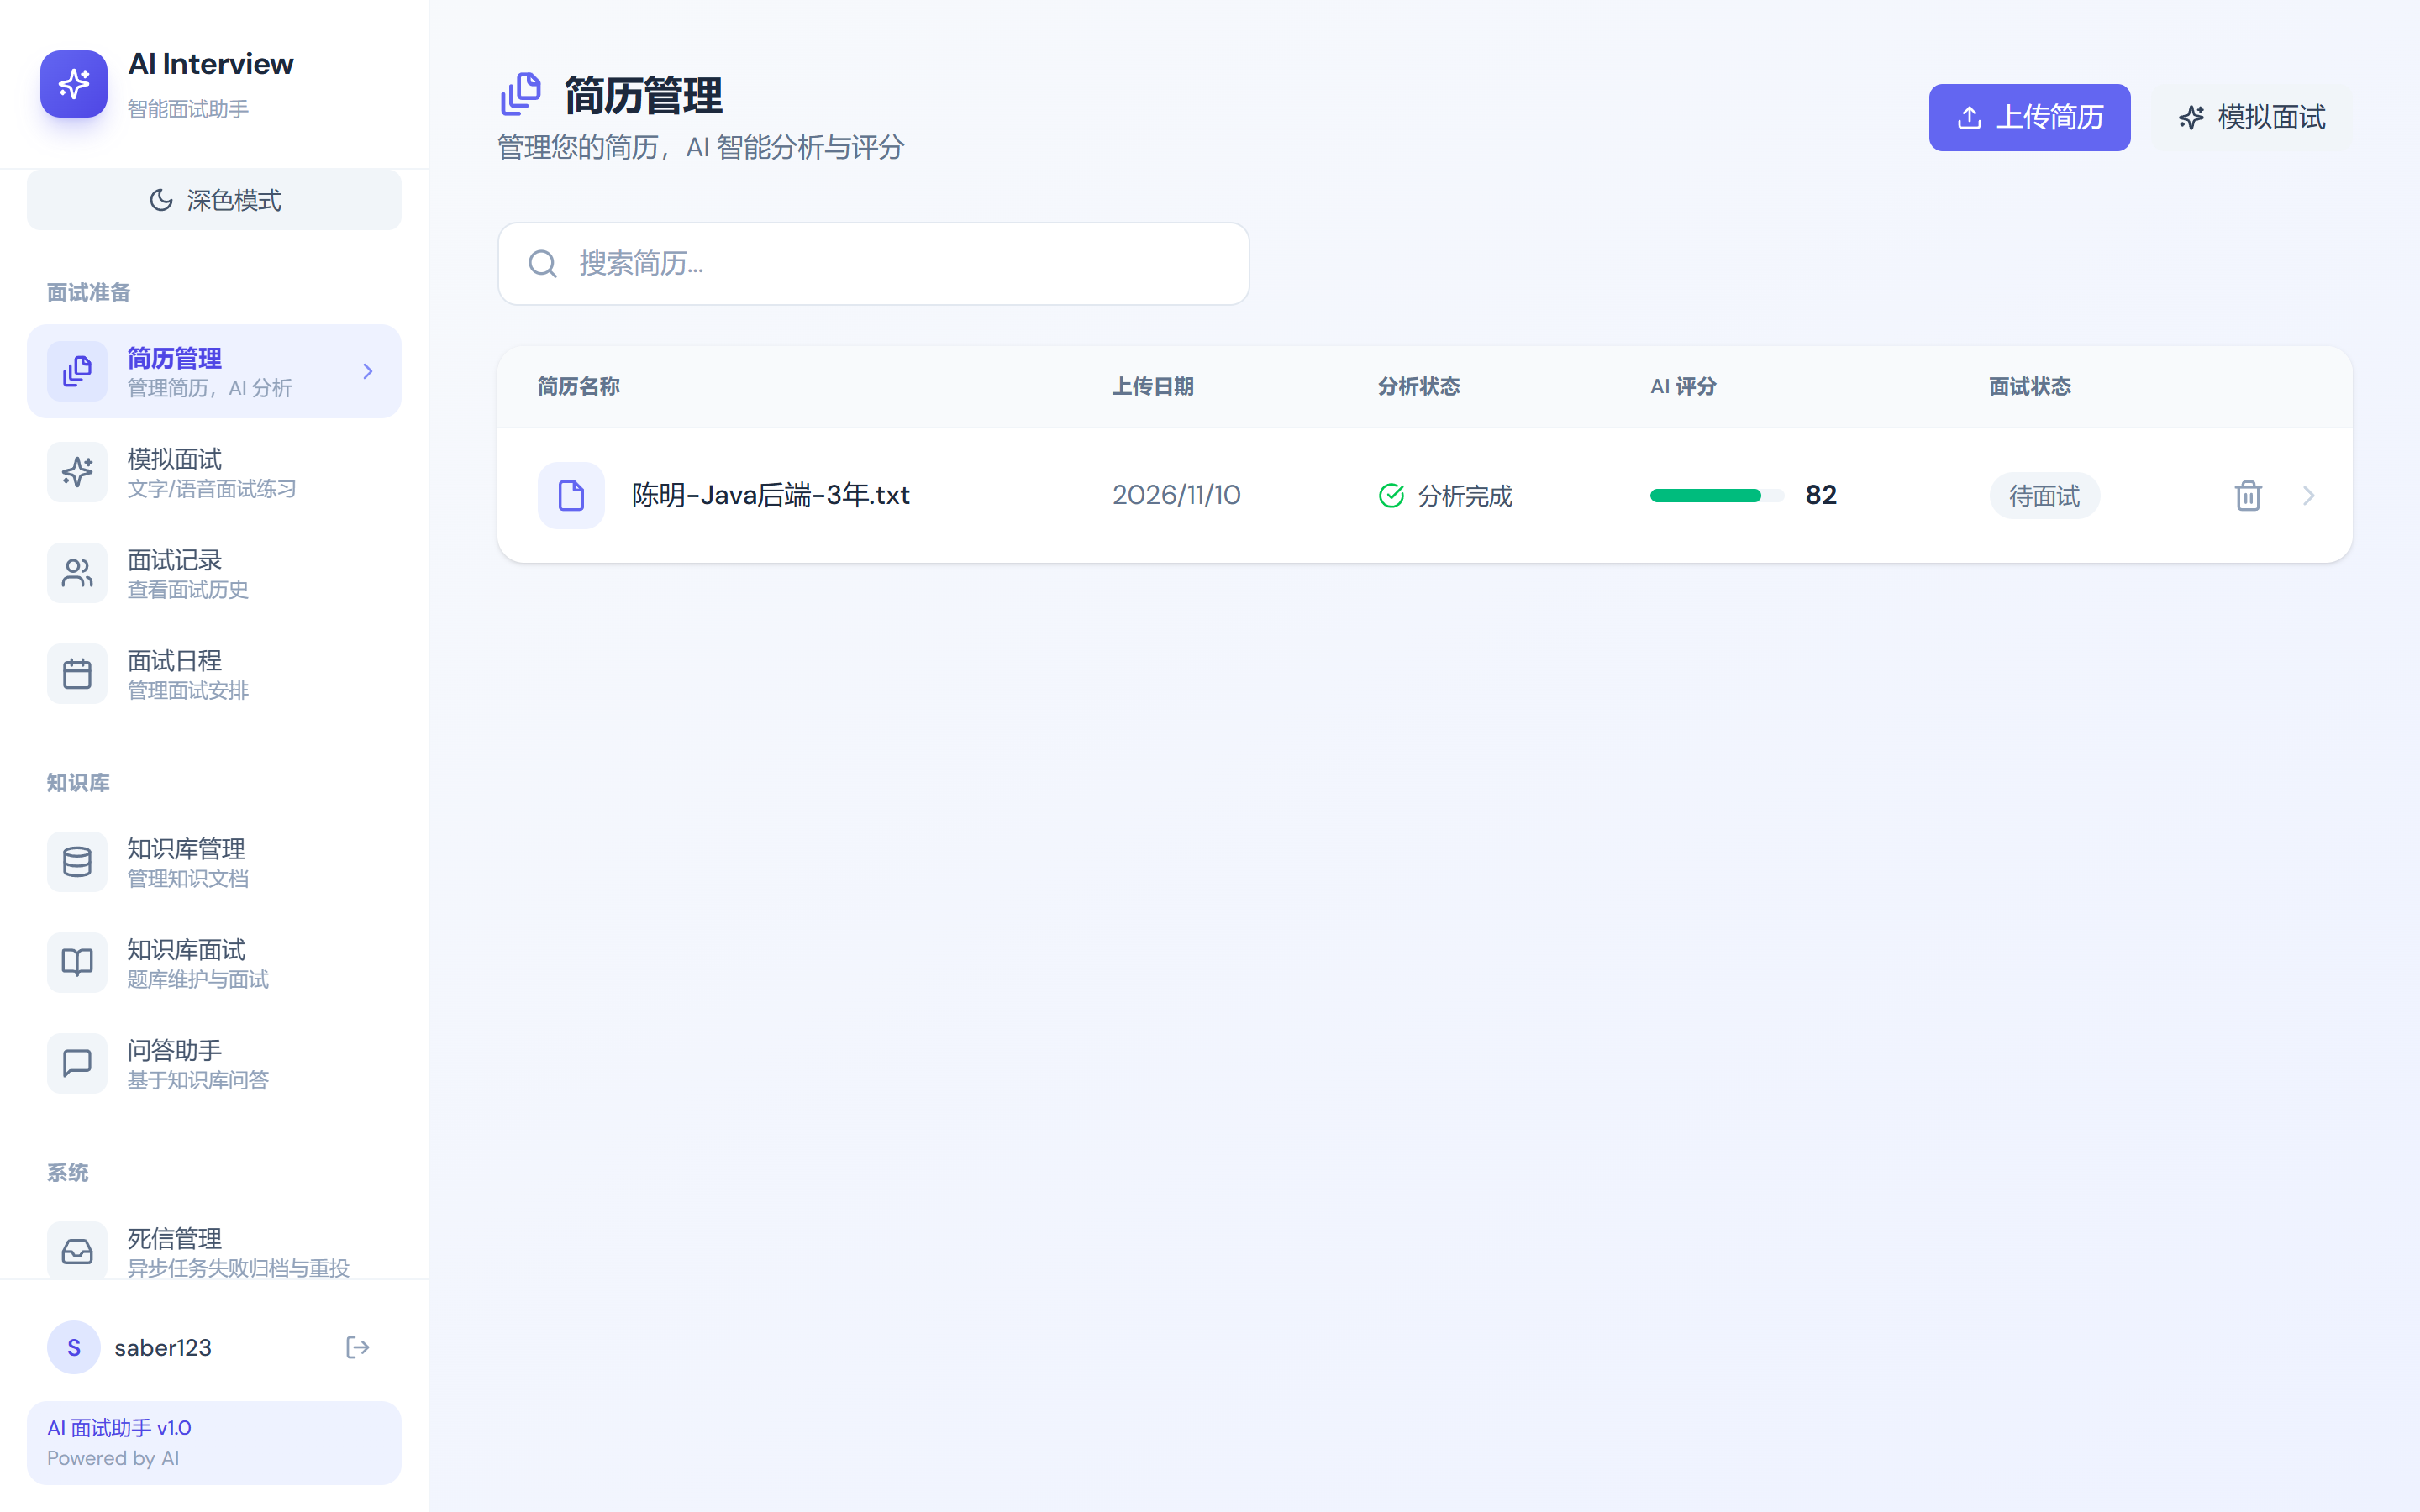 AI Interview
智能面试助手
深色模式
面试准备
简历管理
管理简历，AI 分析
模拟面试
文字/语音面试练习
面试记录
查看面试历史
面试日程
管理面试安排
知识库
知识库管理
管理知识文档
知识库面试
题库维护与面试
问答助手
基于知识库问答
系统
死信管理
异步任务失败归档与重投
S saber123
AI 面试助手 v1.0
Powered by AI
简历管理
管理您的简历，AI 智能分析与评分
上传简历 模拟面试
搜索简历...
简历名称 上传日期 分析状态 AI 评分 面试状态
陈明-Java后端-3年.txt 2026/11/10 分析完成 82 待面试